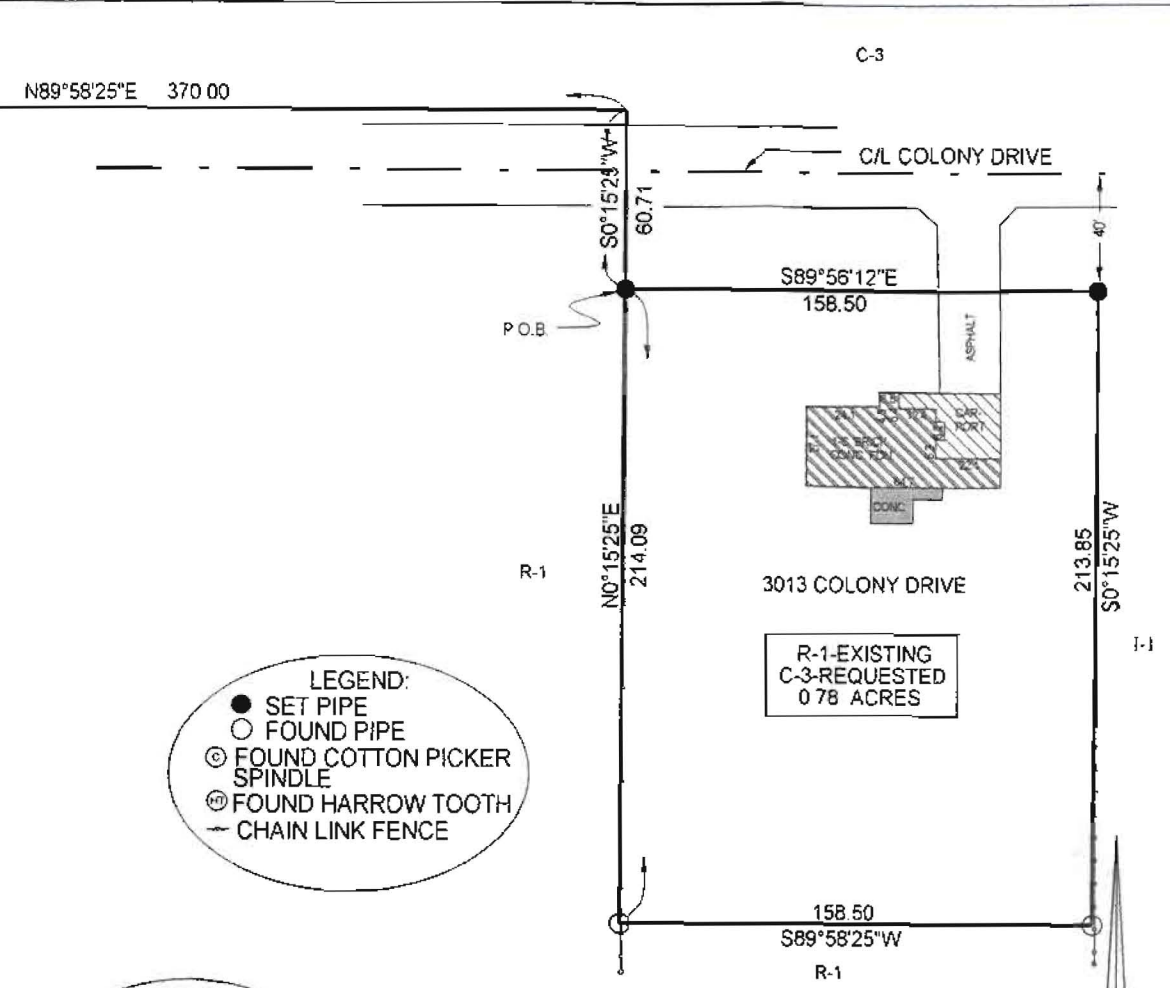 C-3
N89°58'25"E 370 00
C/L COLONY DRIVE
S0°15'25"W
60.71
40'
S89°56'12"E
158.50
P.O.B.
ASPHALT
CAR-
PORT
24.1
1-S BRICK
CONC FDN
CONC
N0°15'25"E
214.09
213.85
S0°15'25"W
R-1
3013 COLONY DRIVE
R-1-EXISTING
C-3-REQUESTED
0 78 ACRES
LEGEND:
SET PIPE
FOUND PIPE
C FOUND COTTON PICKER
SPINDLE
HT FOUND HARROW TOOTH
CHAIN LINK FENCE
158.50
S89°58'25"W
R-1